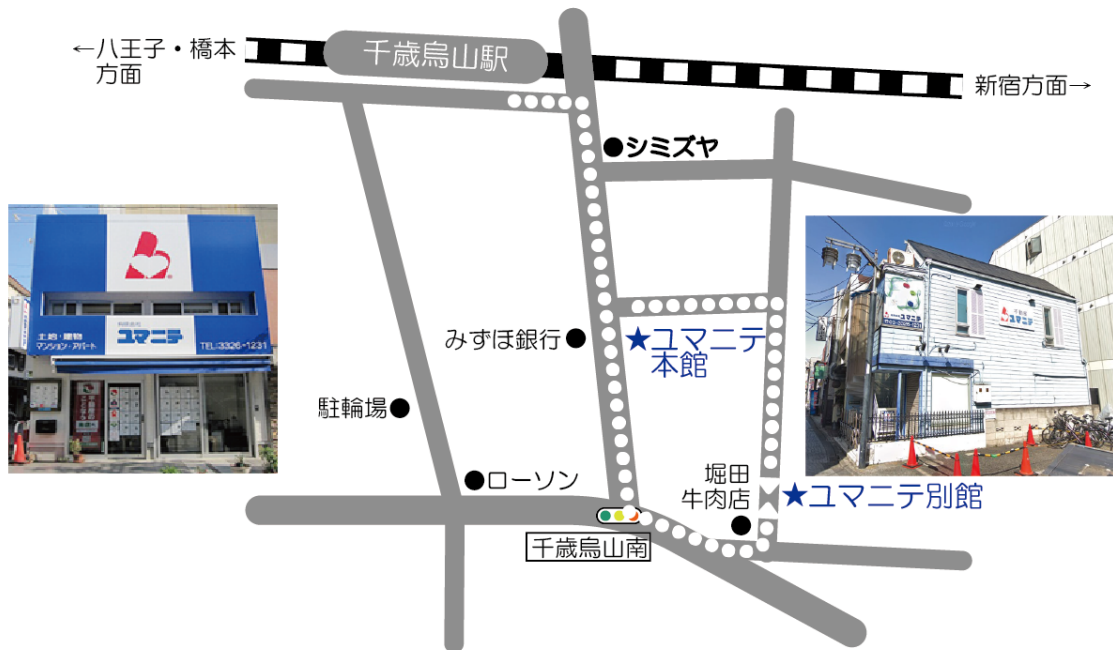 ←八王子・橋本
方面
千歳烏山駅
新宿方面→
●シミズヤ
みずほ銀行●
★ユマニテ
本館
駐輪場●
●ローソン
堀田
牛肉店
★ユマニテ別館
千歳烏山南
土地・建物
マンション・アパート
ユマニテ
TEL:3326-1231
ユマニテ
ユマニテ